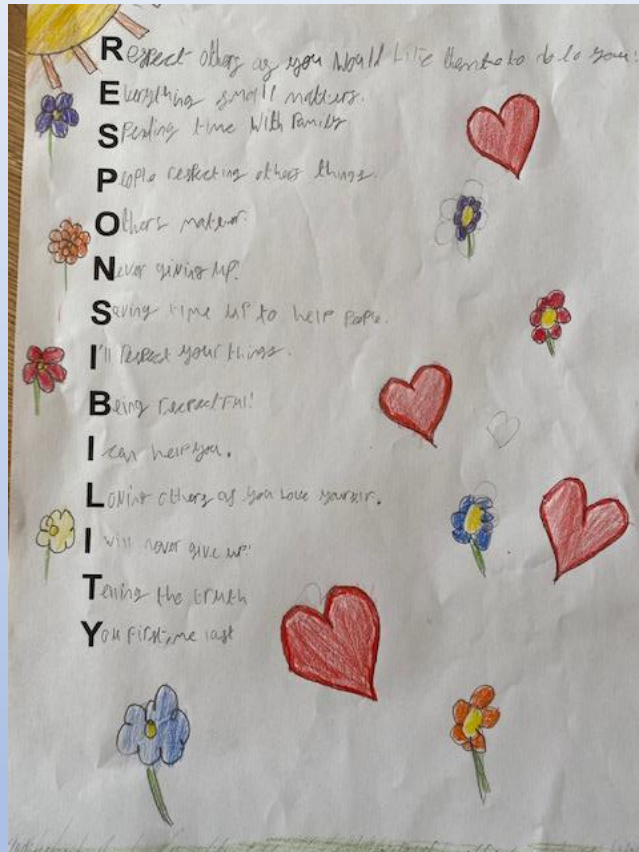 Respect others as you would like them to do to you!
Everything small matters.
Spending time with family
People respecting others things.
Others matter.
Never giving up.
Saving time up to help people.
I'll respect your things.
Being respectful!
I can help you.
Loving others as you love yourself.
I will never give up!
Telling the truth
You first, me last